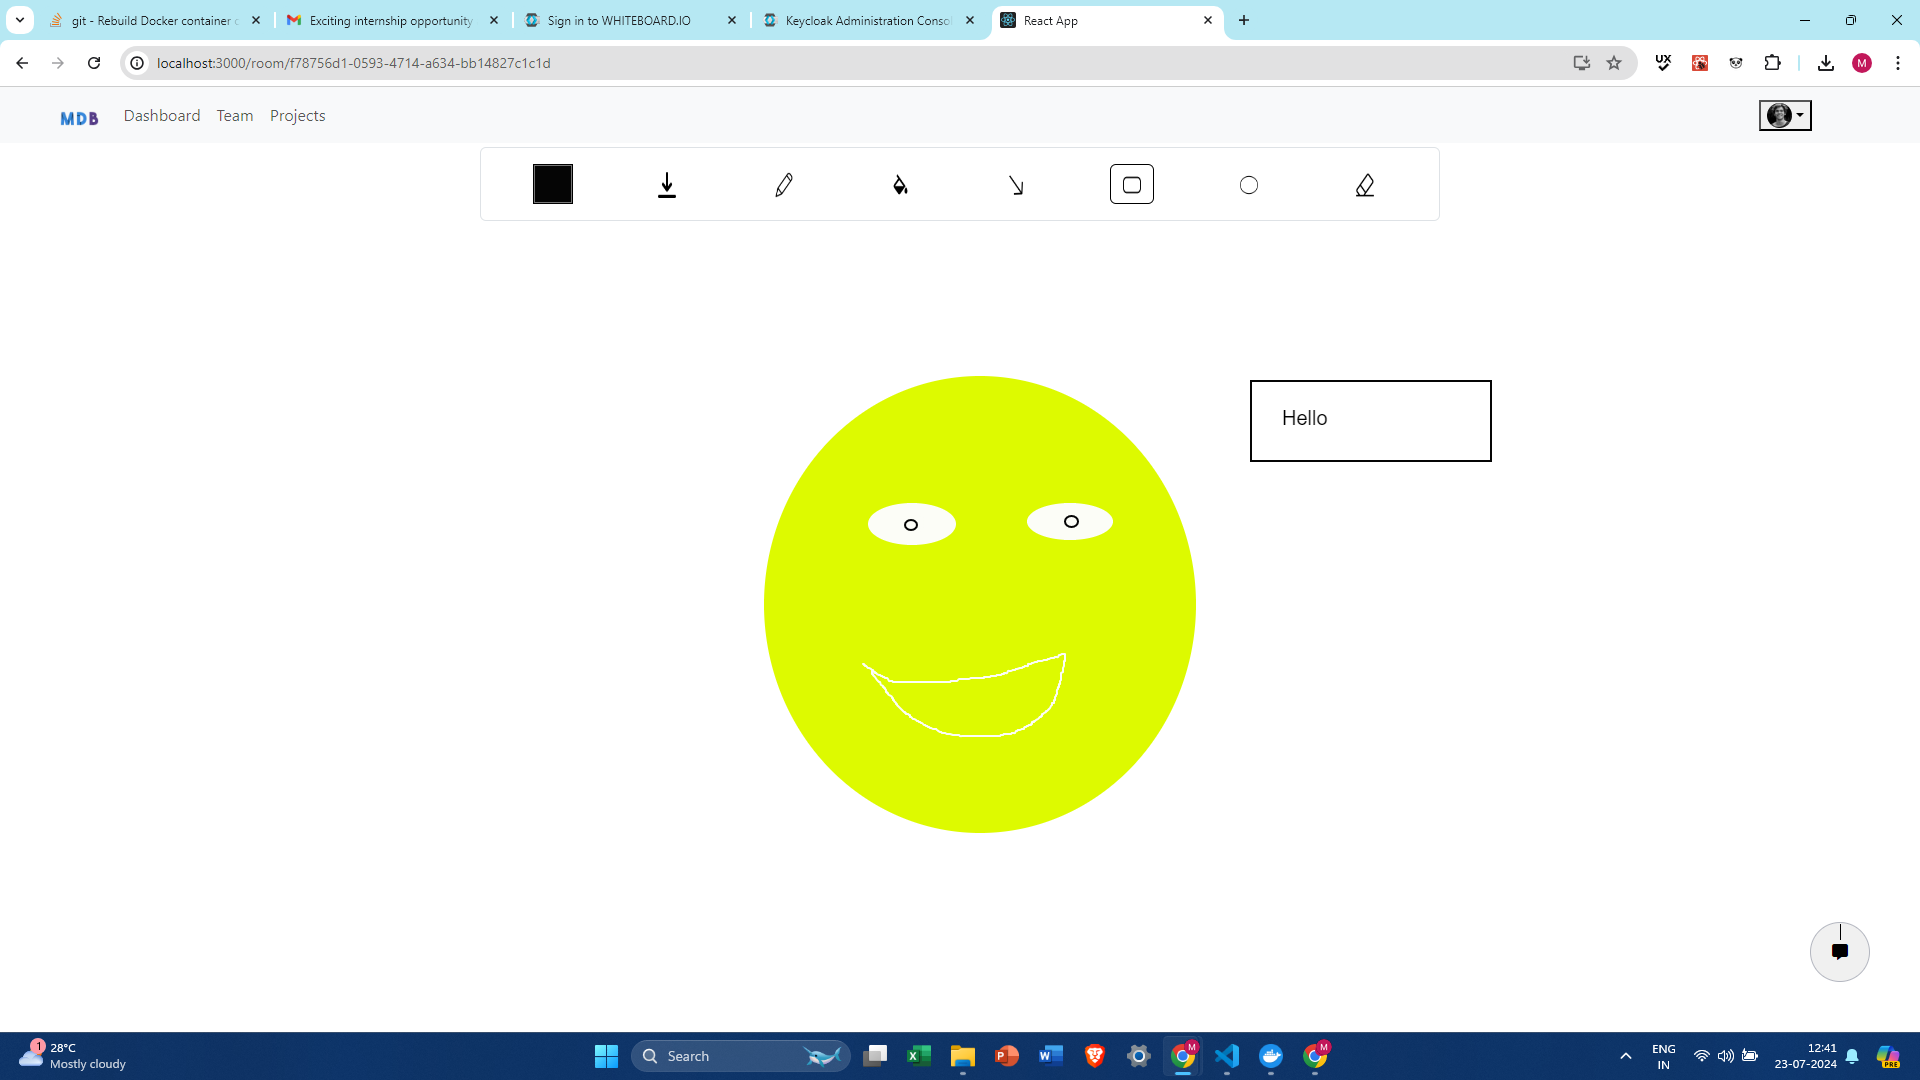 git - Rebuild Docker container c
Exciting internship opportunity
Sign in to WHITEBOARD.IO
Keycloak Administration Conso
React App
localhost:3000/room/f78756d1-0593-4714-a634-bb14827c1c1d
UX
M
MDB
Dashboard
Team
Projects
Hello
1
28°C
Mostly cloudy
Search
M
M
ENG
IN
12:41
23-07-2024
PRE